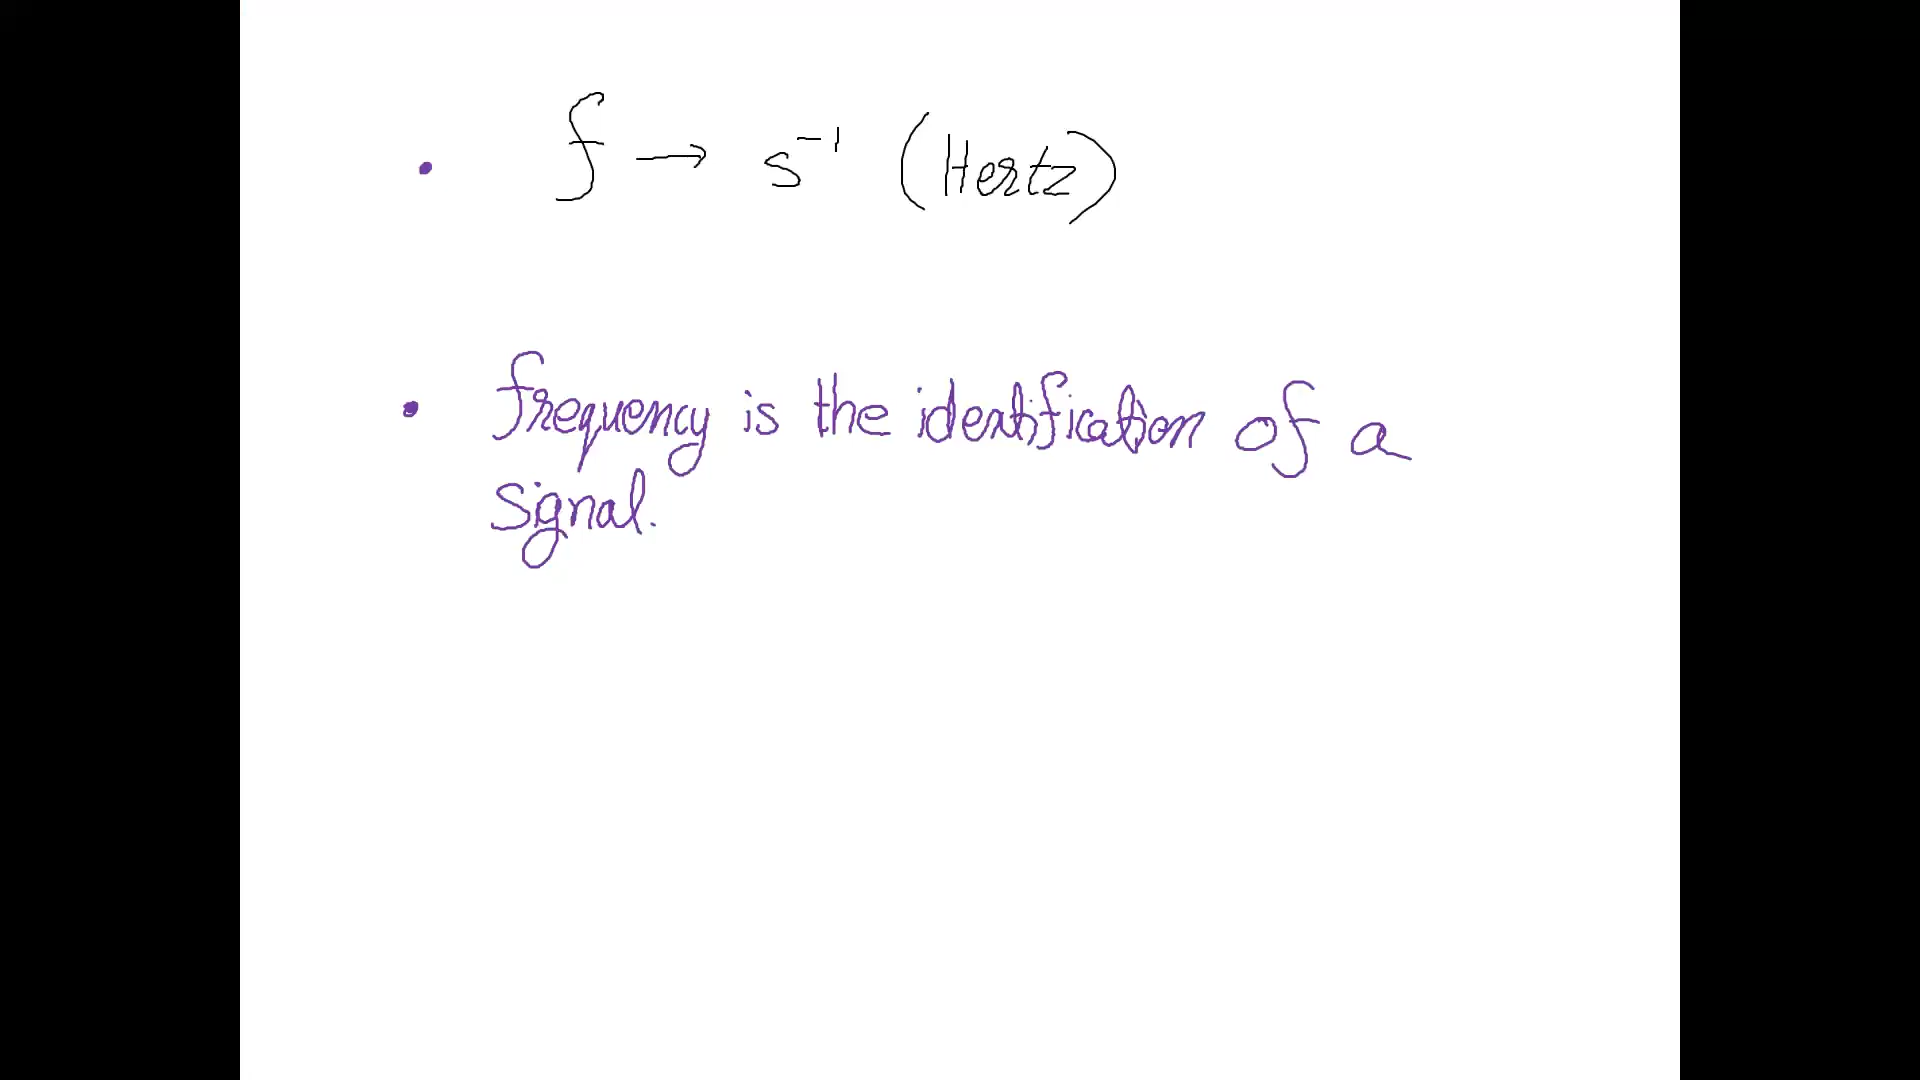 • f → s⁻¹ (Hertz)
• frequency is the identification of a
signal.